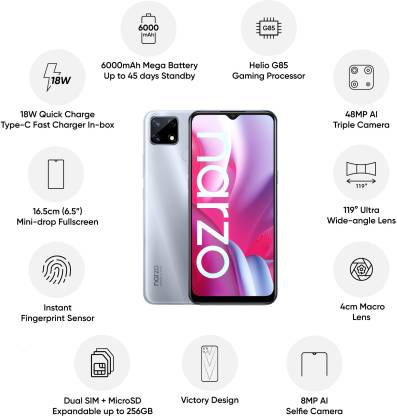 6000
mAh
6000mAh Mega Battery
Up to 45 days Standby
G85
Helio G85
Gaming Processor
18W
18W Quick Charge
Type-C Fast Charger In-box
48MP AI
Triple Camera
16.5cm (6.5")
Mini-drop Fullscreen
119°
119° Ultra
Wide-angle Lens
narzo
narzo
Instant
Fingerprint Sensor
4cm Macro
Lens
Dual SIM + MicroSD
Expandable up to 256GB
Victory Design
8MP AI
Selfie Camera